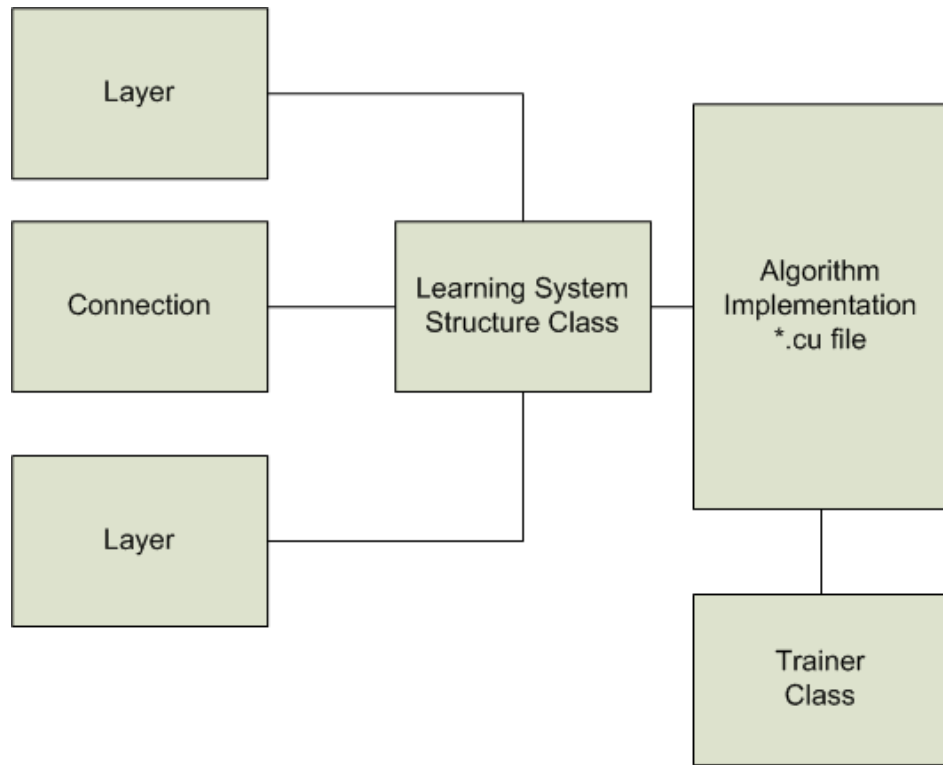 Layer
Connection
Layer
Learning System
Structure Class
Algorithm
Implementation
*.cu file
Trainer
Class